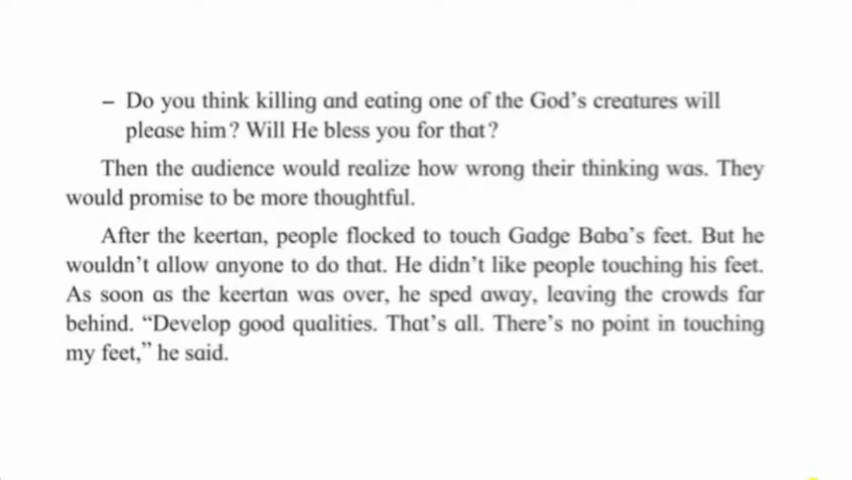 – Do you think killing and eating one of the God's creatures will
please him? Will He bless you for that?
Then the audience would realize how wrong their thinking was. They
would promise to be more thoughtful.
After the keertan, people flocked to touch Gadge Baba's feet. But he
wouldn't allow anyone to do that. He didn't like people touching his feet.
As soon as the keertan was over, he sped away, leaving the crowds far
behind. “Develop good qualities. That's all. There's no point in touching
my feet,” he said.